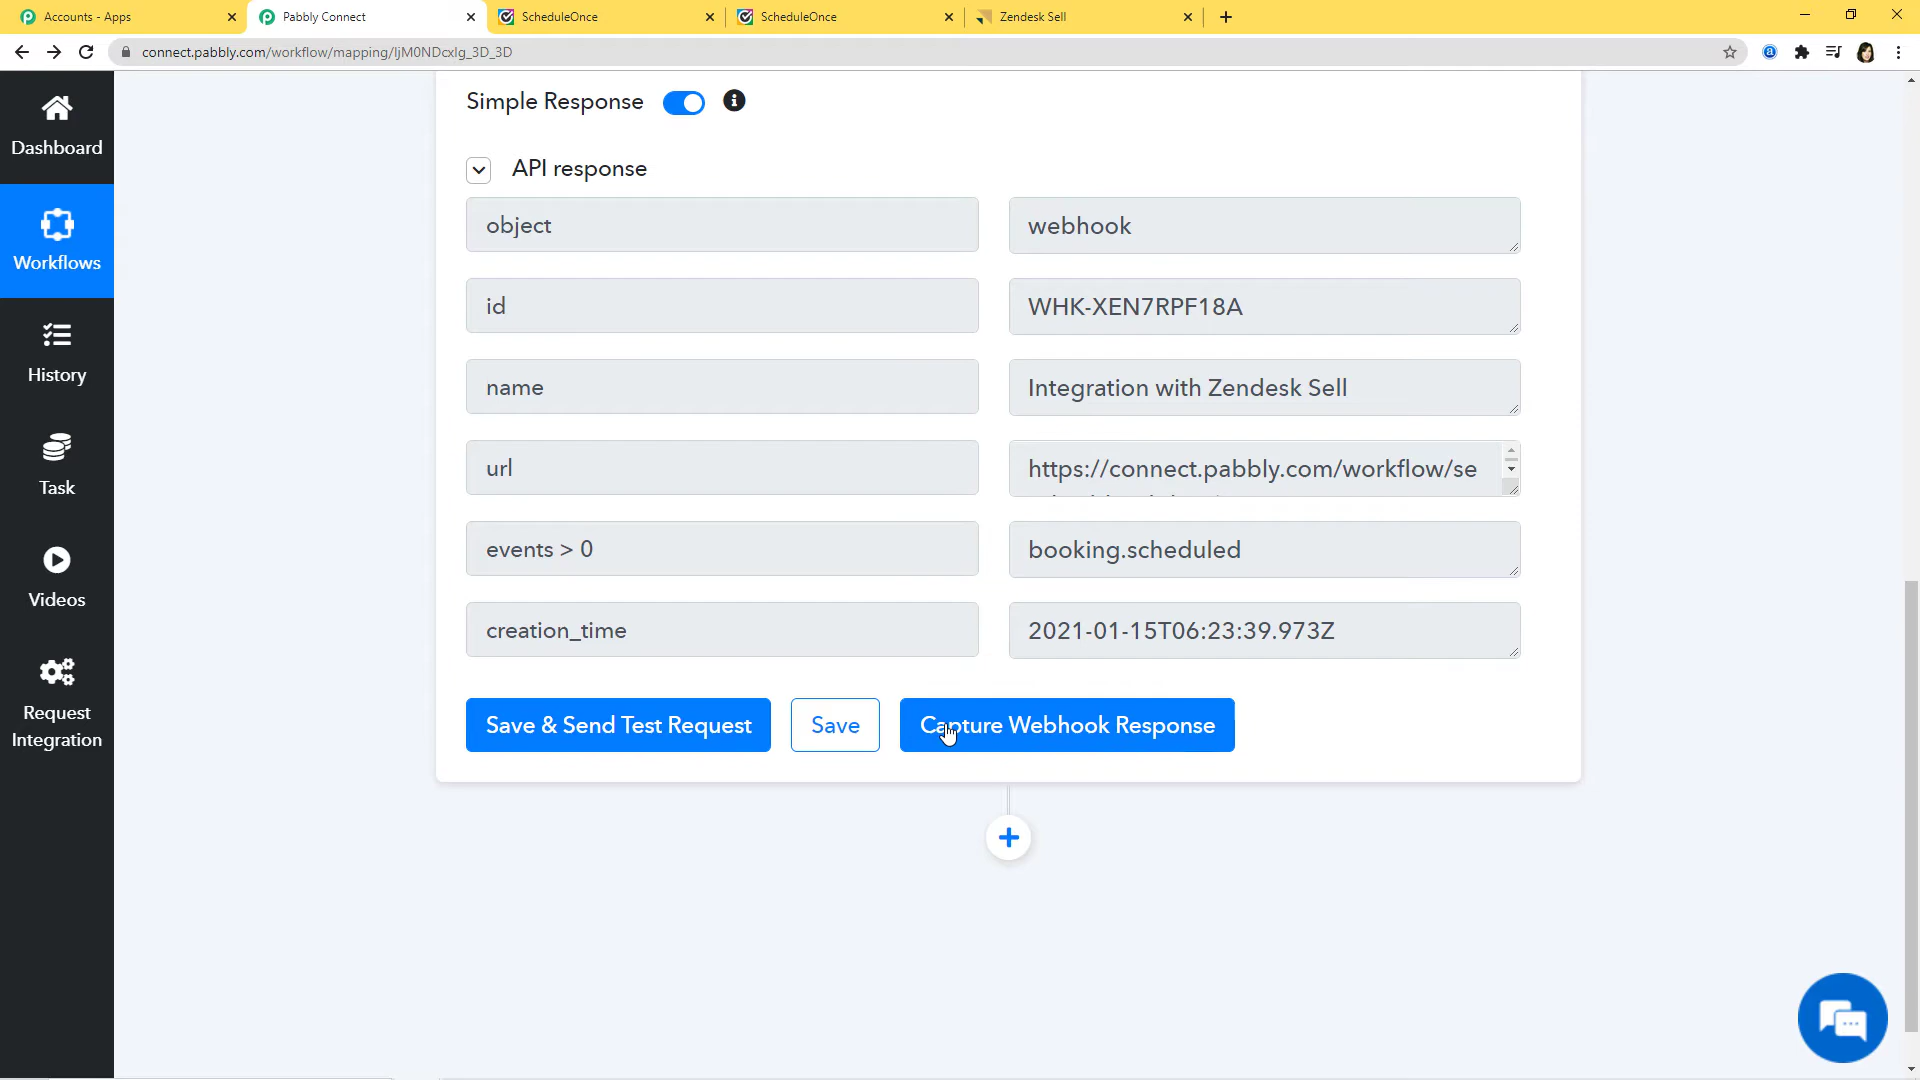 Accounts - Apps
Pabbly Connect
ScheduleOnce
ScheduleOnce
Zendesk Sell
connect.pabbly.com/workflow/mapping/IjM0NDcxIg_3D_3D
Dashboard
Workflows
History
Task
Videos
Request
Integration
Simple Response
API response
object
webhook
id
WHK-XEN7RPF18A
name
Integration with Zendesk Sell
url
https://connect.pabbly.com/workflow/se
events > 0
booking.scheduled
creation_time
2021-01-15T06:23:39.973Z
Save & Send Test Request
Save
Capture Webhook Response